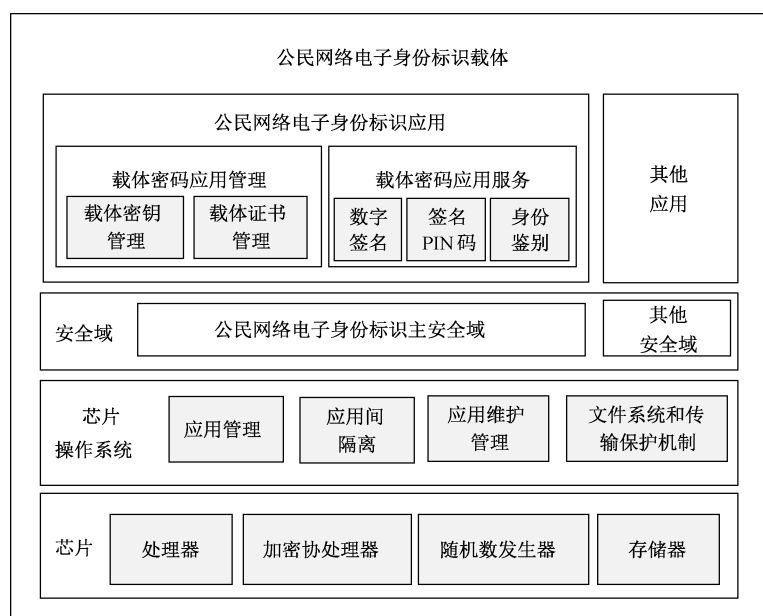 公民网络电子身份标识载体
公民网络电子身份标识应用
载体密码应用管理
载体密钥
管理
载体证书
管理
载体密码应用服务
数字
签名
签名
PIN码
身份
鉴别
其他
应用
安全域
公民网络电子身份标识主安全域
其他
安全域
芯片
操作系统
应用管理
应用间
隔离
应用维护
管理
文件系统和传
输保护机制
芯片
处理器
加密协处理器
随机数发生器
存储器